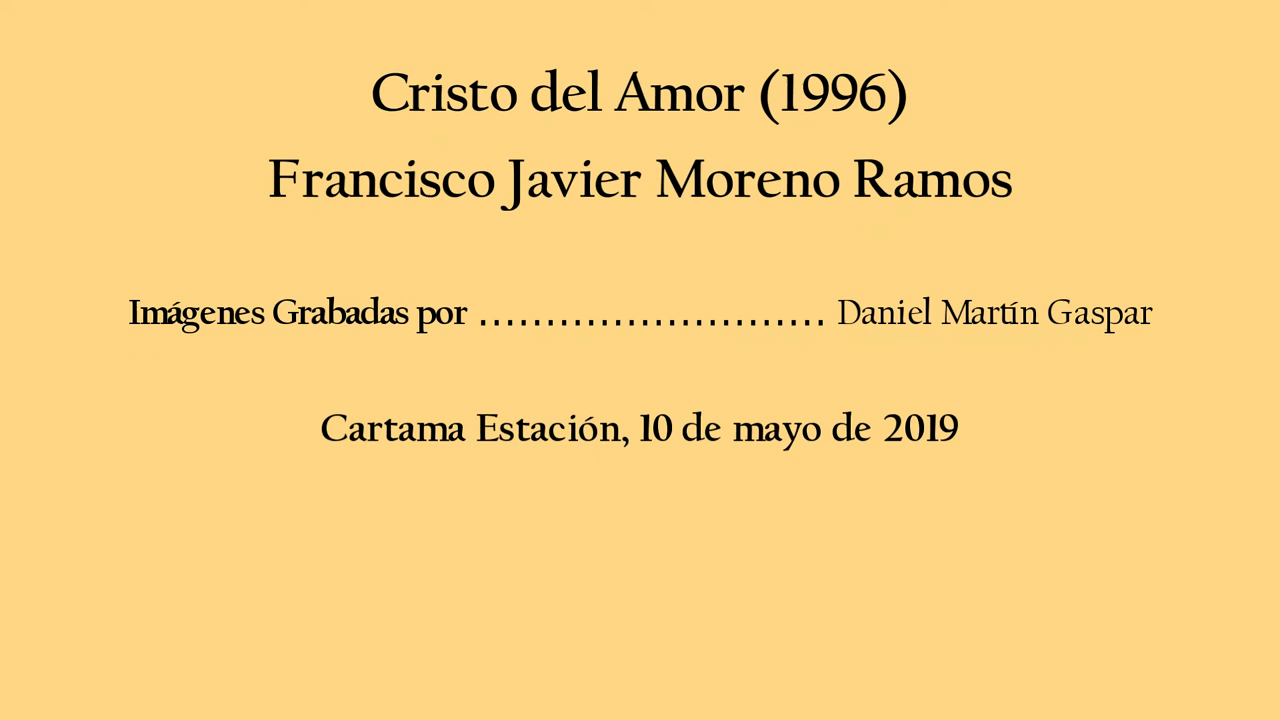 Cristo del Amor (1996)
Francisco Javier Moreno Ramos
Imágenes Grabadas por .......................... Daniel Martín Gaspar
Cartama Estación, 10 de mayo de 2019